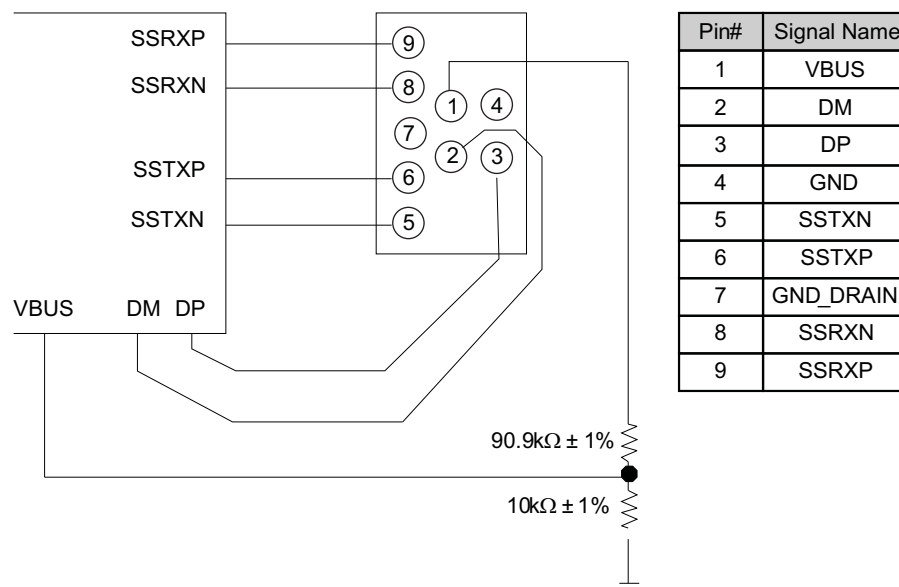 SSRXP
SSRXN
SSTXP
SSTXN
VBUS DM DP
9
8
7
6
5
1 4
2 3
90.9kΩ ± 1%
10kΩ ± 1%
Pin# Signal Name
1 VBUS
2 DM
3 DP
4 GND
5 SSTXN
6 SSTXP
7 GND_DRAIN
8 SSRXN
9 SSRXP